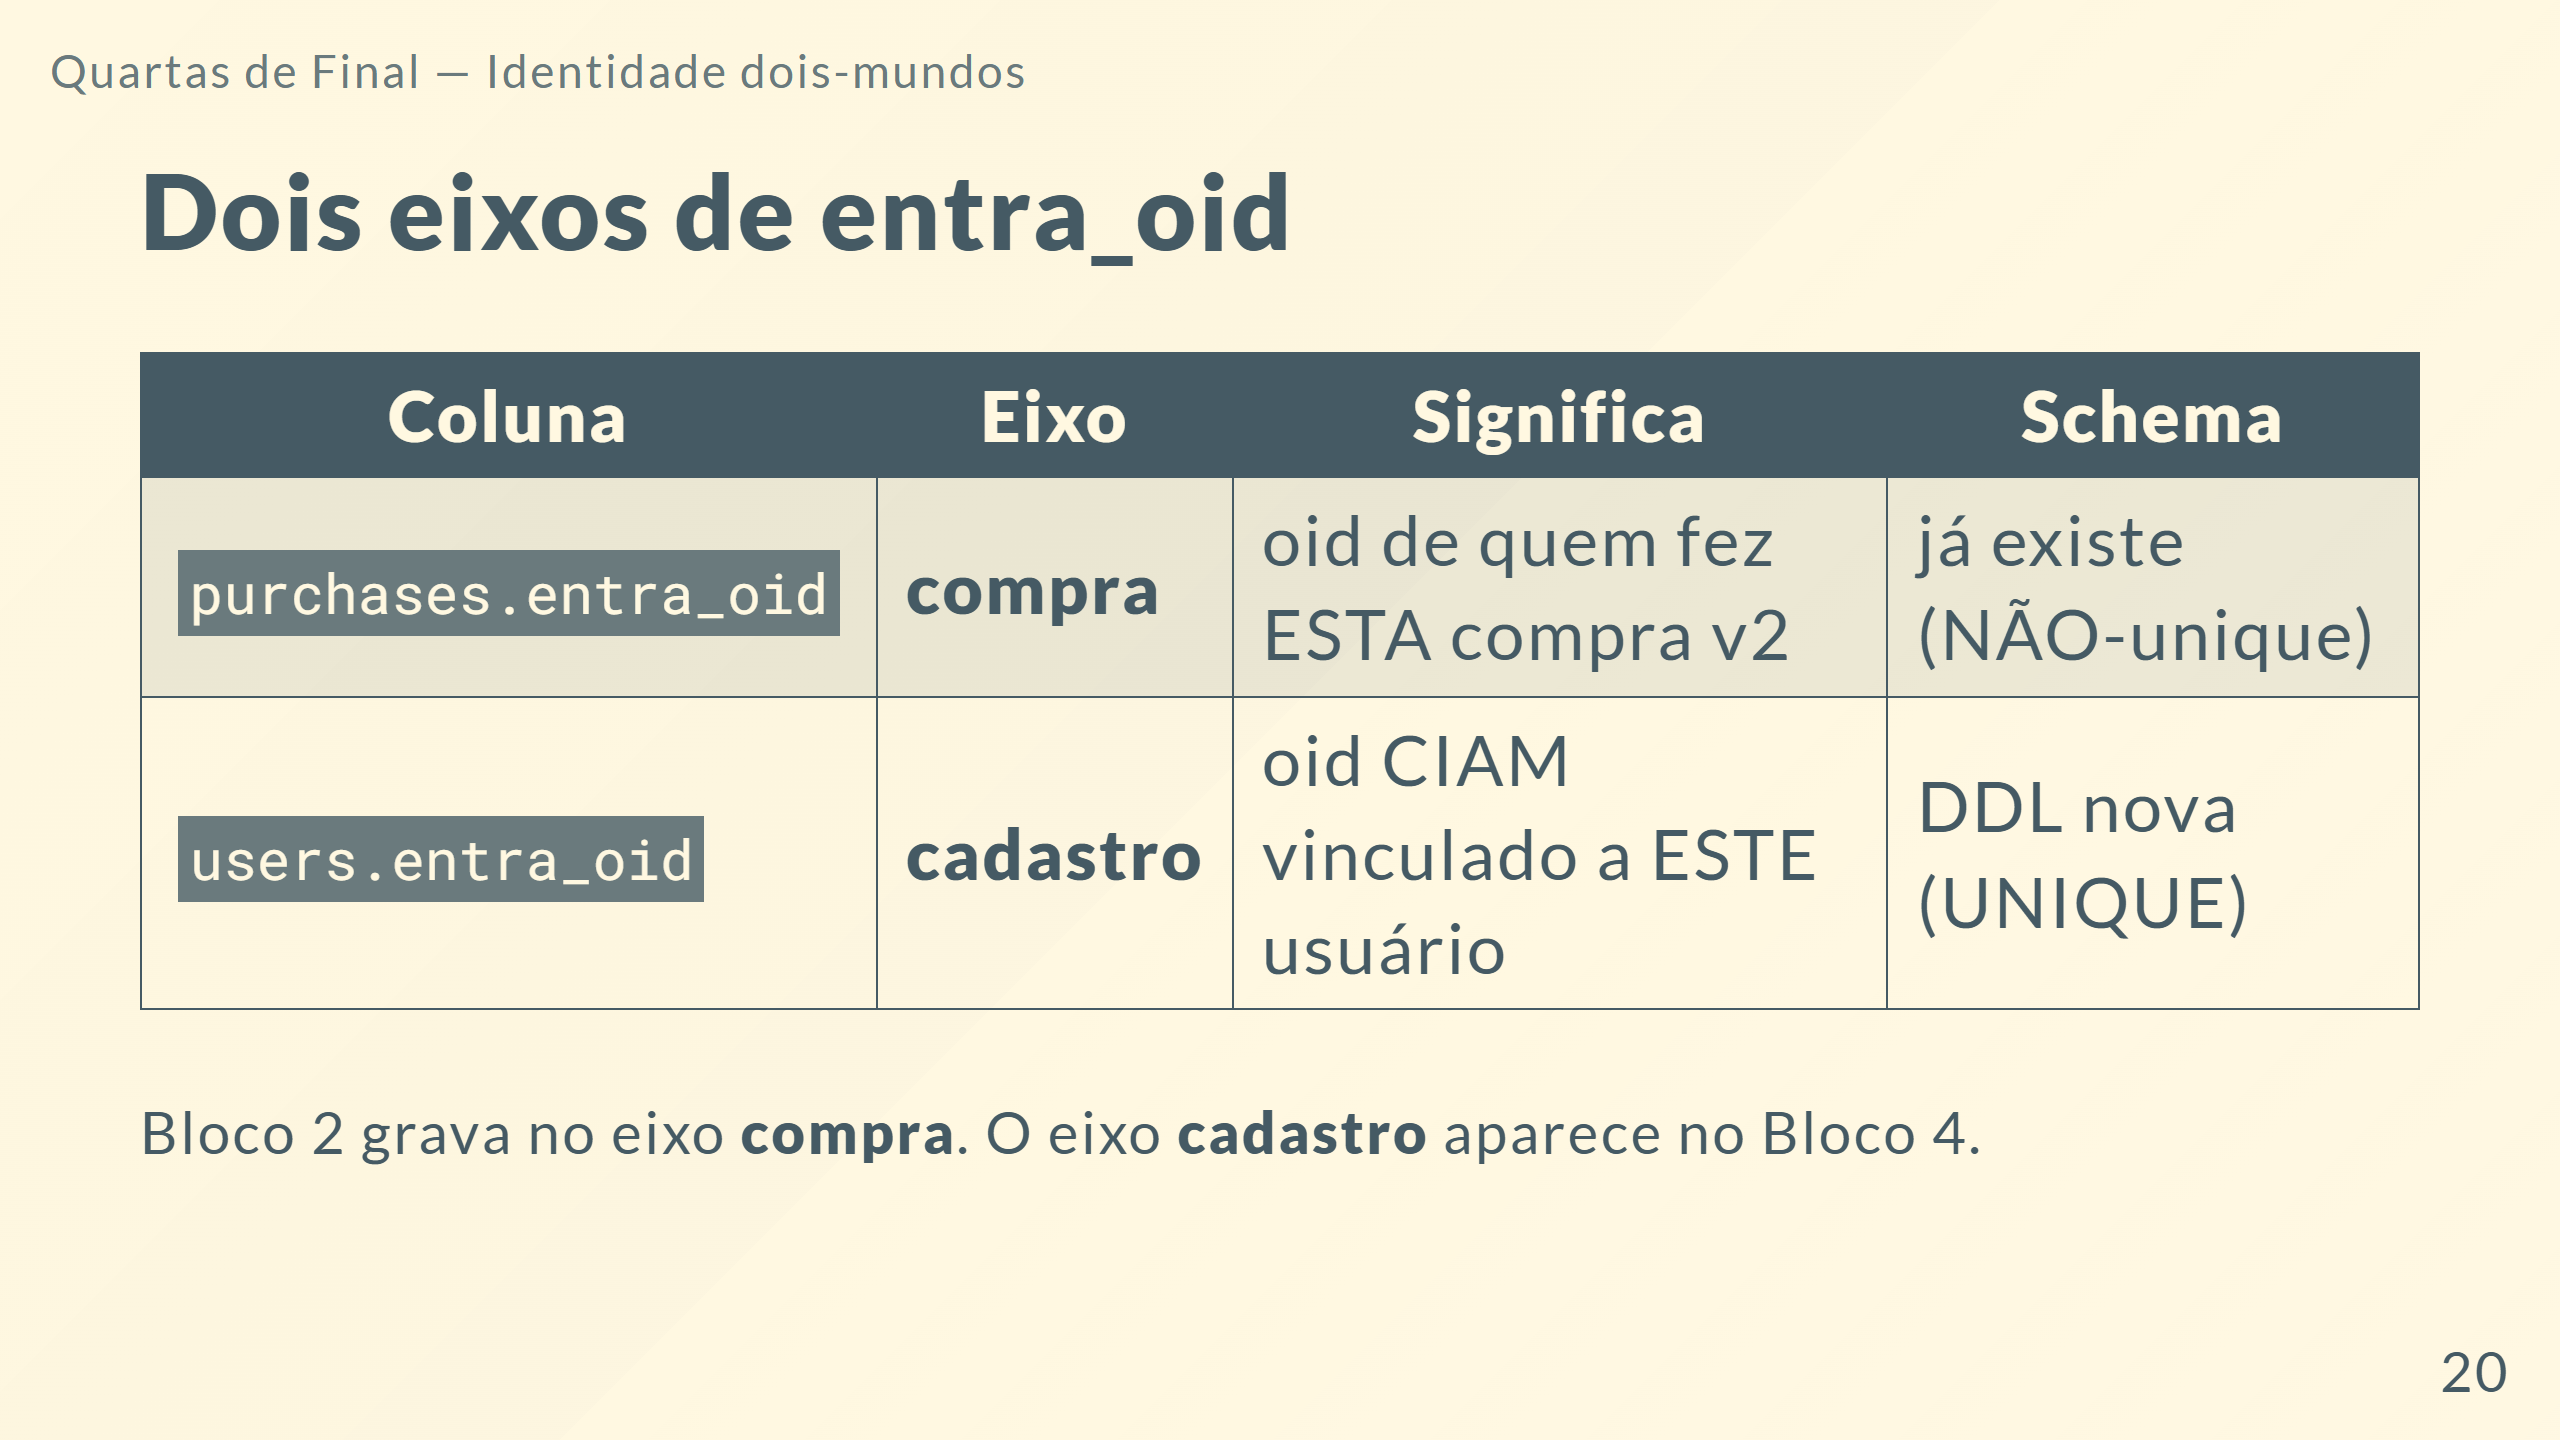 Quartas de Final — Identidade dois-mundos
Dois eixos de entra_oid
Coluna Eixo Significa Schema
purchases.entra_oid compra oid de quem fez ESTA compra v2 já existe (NÃO-unique)
users.entra_oid cadastro oid CIAM vinculado a ESTE usuário DDL nova (UNIQUE)
Bloco 2 grava no eixo compra. O eixo cadastro aparece no Bloco 4.
20